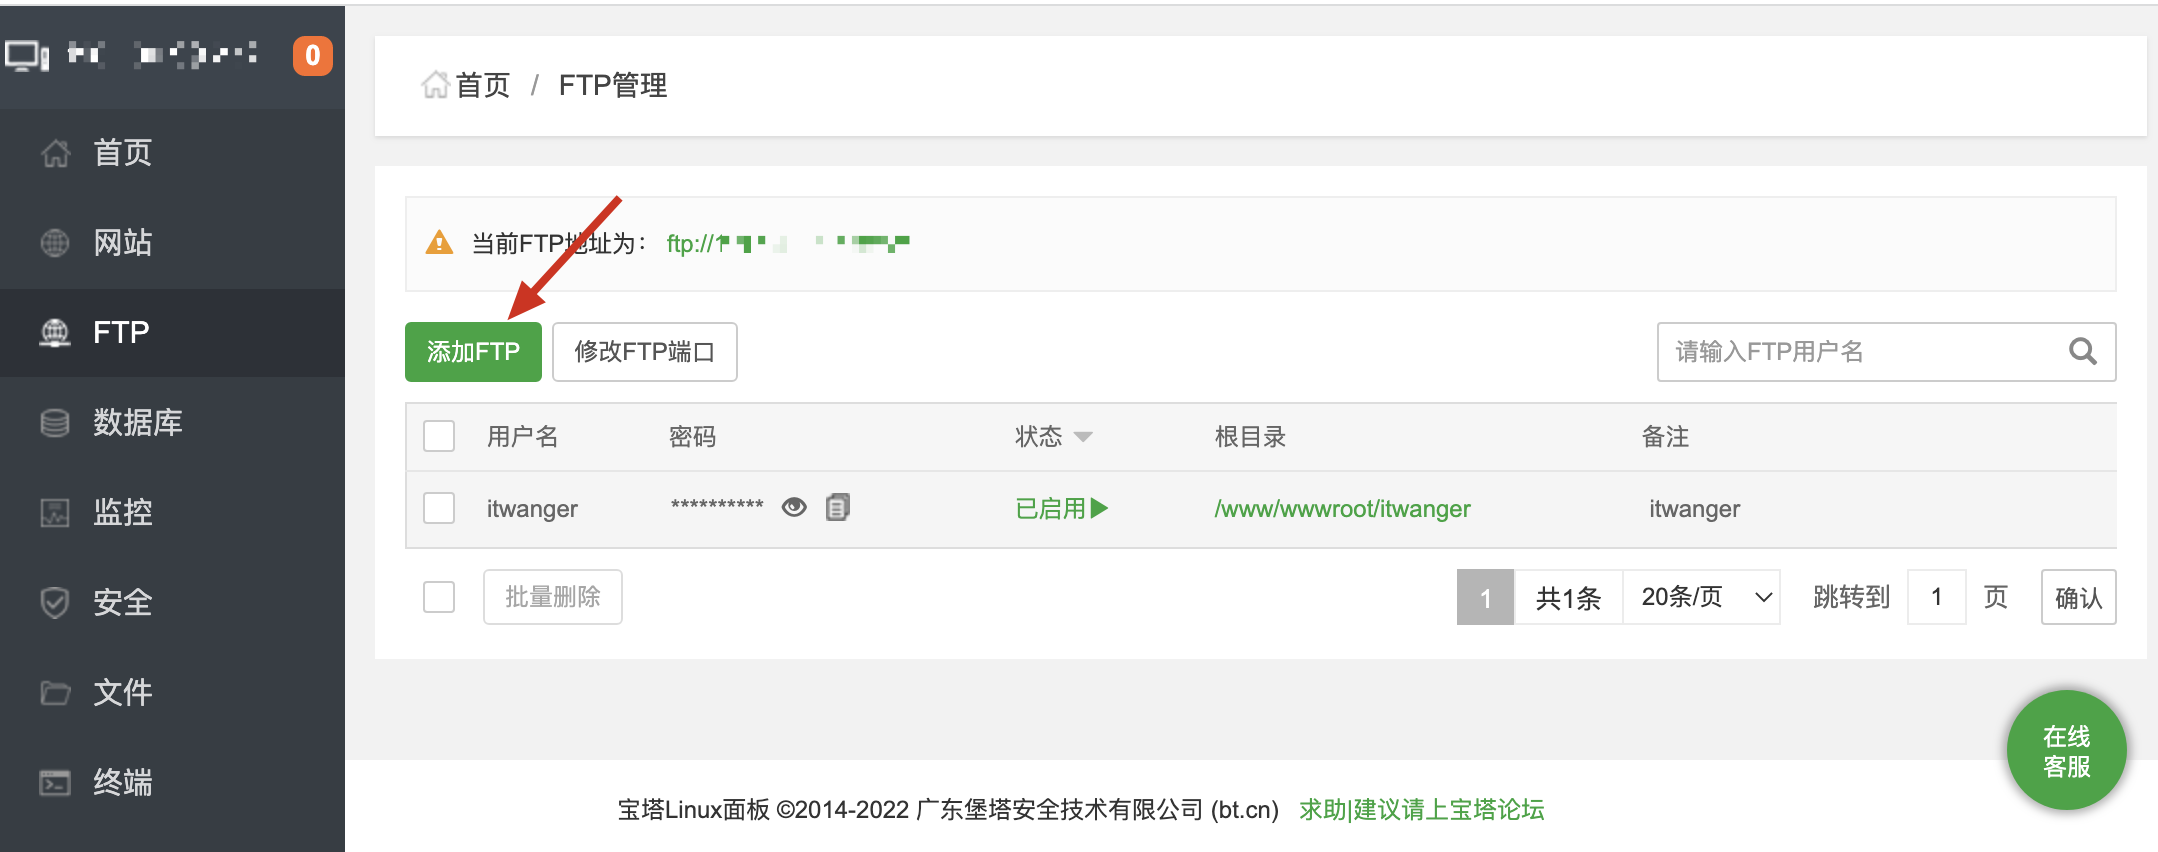 0
首页
网站
FTP
数据库
监控
安全
文件
终端
首页 / FTP管理
当前FTP地址为： ftp://1
添加FTP 修改FTP端口 请输入FTP用户名
用户名 密码 状态 根目录 备注
itwanger ********** 已启用 /www/wwwroot/itwanger itwanger
批量删除 1 共1条 20条/页 跳转到 1 页 确认
在线
客服
宝塔Linux面板 ©2014-2022 广东堡塔安全技术有限公司 (bt.cn) 求助|建议请上宝塔论坛